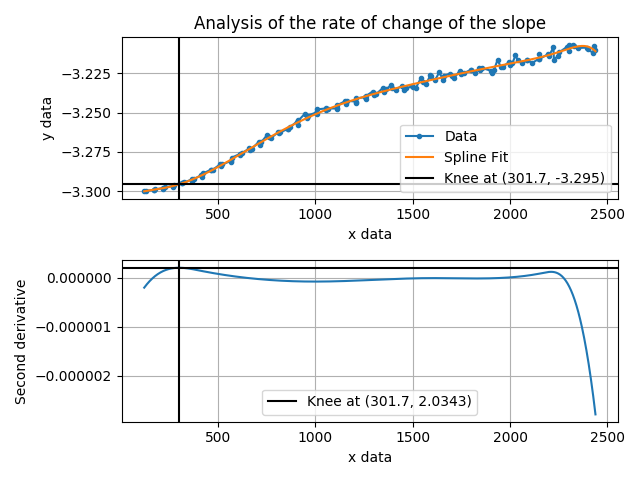 Analysis of the rate of change of the slope
−3.225
−3.250
−3.275
−3.300
y data
Data
Spline Fit
Knee at (301.7, -3.295)
500
1000
1500
2000
2500
x data
0.000000
−0.000001
−0.000002
Second derivative
Knee at (301.7, 2.0343)
500
1000
1500
2000
2500
x data